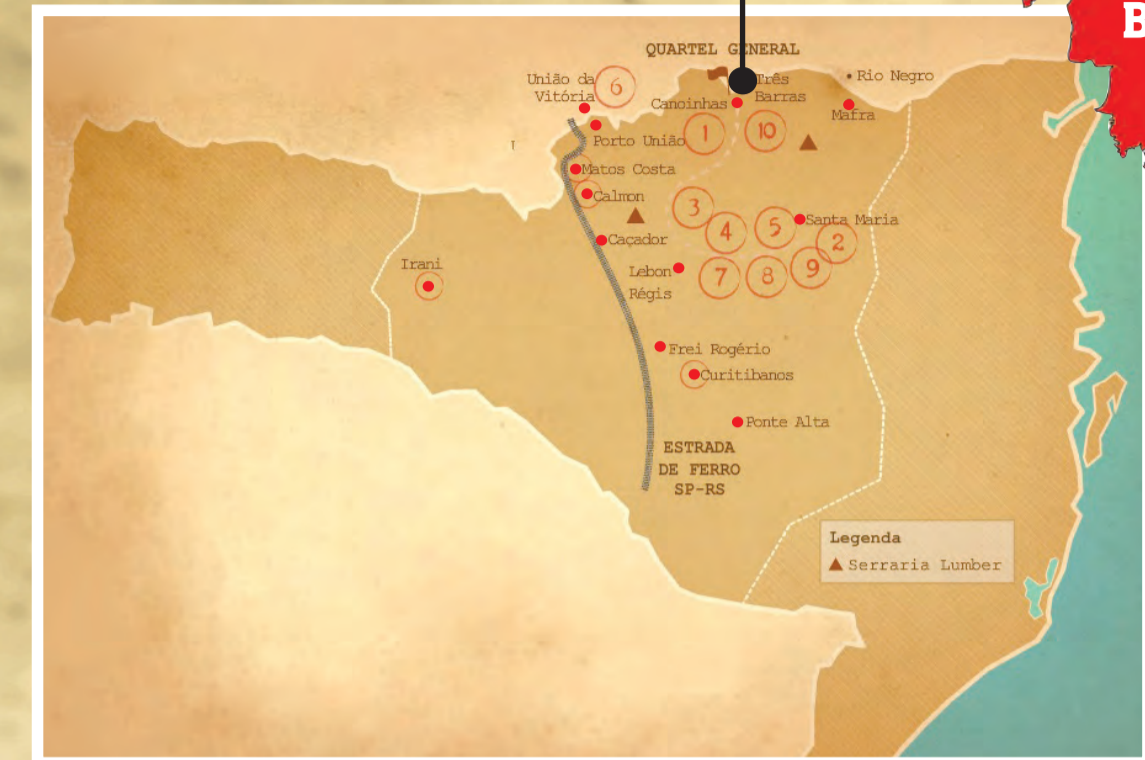 B
QUARTEL GENERAL
União da
Vitória
6
Três
Barras
Rio Negro
Canoinhas
Mafra
Porto União
1
10
Matos Costa
Calmon
3
4
5
Santa Maria
2
Caçador
Irani
Lebon
Régis
7
8
9
Frei Rogério
Curitibanos
Ponte Alta
ESTRADA
DE FERRO
SP-RS
Legenda
Serraria Lumber